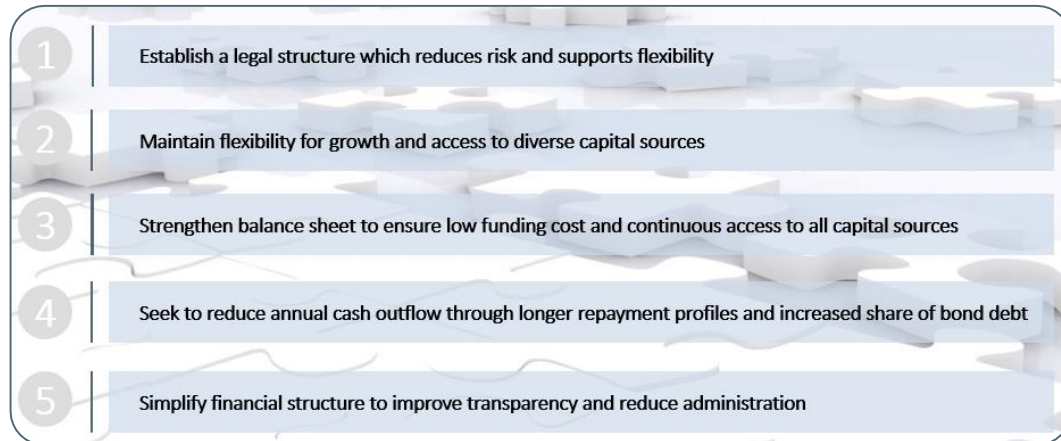 1
Establish a legal structure which reduces risk and supports flexibility
2
Maintain flexibility for growth and access to diverse capital sources
3
Strengthen balance sheet to ensure low funding cost and continuous access to all capital sources
4
Seek to reduce annual cash outflow through longer repayment profiles and increased share of bond debt
5
Simplify financial structure to improve transparency and reduce administration